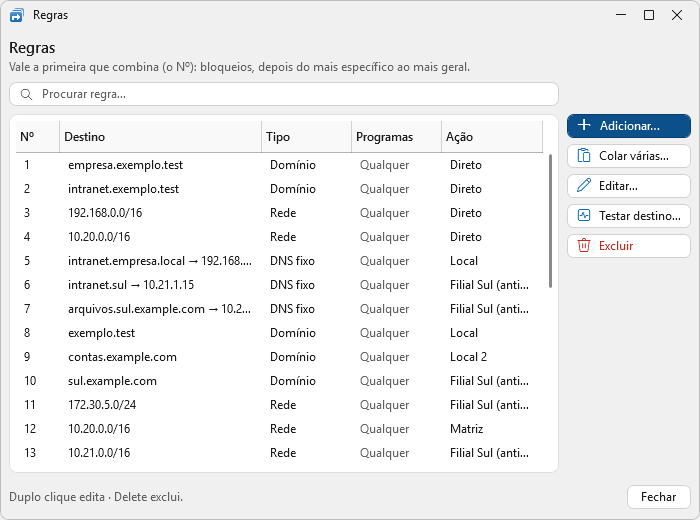 Regras
Regras
Vale a primeira que combina (o Nº): bloqueios, depois do mais específico ao mais geral.
Procurar regra...
Nº Destino Tipo Programas Ação
1 empresa.exemplo.test Domínio Qualquer Direto
2 intranet.exemplo.test Domínio Qualquer Direto
3 192.168.0.0/16 Rede Qualquer Direto
4 10.20.0.0/16 Rede Qualquer Direto
5 intranet.empresa.local → 192.168.... DNS fixo Qualquer Local
6 intranet.sul → 10.21.1.15 DNS fixo Qualquer Filial Sul (anti...
7 arquivos.sul.example.com → 10.2... DNS fixo Qualquer Filial Sul (anti...
8 exemplo.test Domínio Qualquer Local
9 contas.example.com Domínio Qualquer Local 2
10 sul.example.com Domínio Qualquer Filial Sul (anti...
11 172.30.5.0/24 Rede Qualquer Filial Sul (anti...
12 10.20.0.0/16 Rede Qualquer Matriz
13 10.21.0.0/16 Rede Qualquer Filial Sul (anti...
Adicionar...
Colar várias...
Editar...
Testar destino...
Excluir
Duplo clique edita · Delete exclui.
Fechar